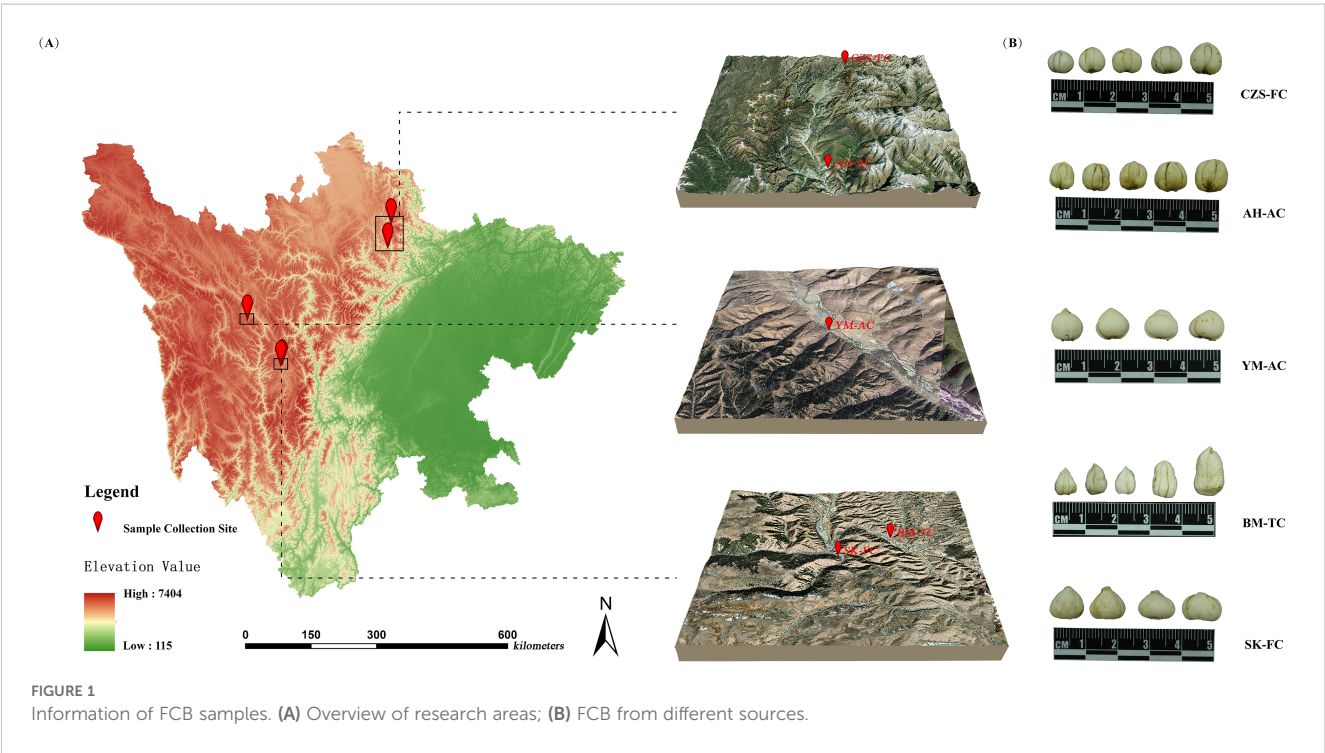 (A)
(B)
CZS-TC
AH-AC
YM-AC
BM-TC
SK-FC
Legend
Sample Collection Site
Elevation Value
High : 7404
Low : 115
0 150 300 600
kilometers
N
CM 1 2 3 4 5
CZS-FC
CM 1 2 3 4 5
AH-AC
CM 1 2 3 4 5
YM-AC
CM 1 2 3 4 5
BM-TC
CM 1 2 3 4 5
SK-FC
FIGURE 1
Information of FCB samples. (A) Overview of research areas; (B) FCB from different sources.